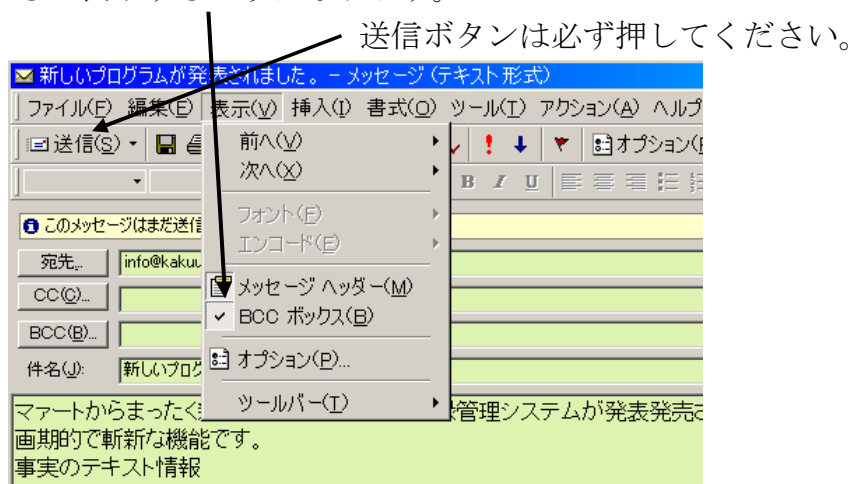 送信ボタンは必ず押してください。
新しいプログラムが発表されました。 - メッセージ (テキスト形式)
ファイル(F) 編集(E) 表示(V) 挿入(I) 書式(O) ツール(T) アクション(A) ヘルプ
送信(S) オプション(
B I U
このメッセージはまだ送信
宛先... info@kaku
CC(C)...
BCC(B)...
件名(J): 新しいプログ
前へ(V)
次へ(X)
フォント(F)
エンコード(E)
メッセージ ヘッダー(M)
BCC ボックス(B)
オプション(P)...
ツールバー(T)
マァートからまったく 管理システムが発表発売さ
画期的で斬新な機能です。
事実のテキスト情報